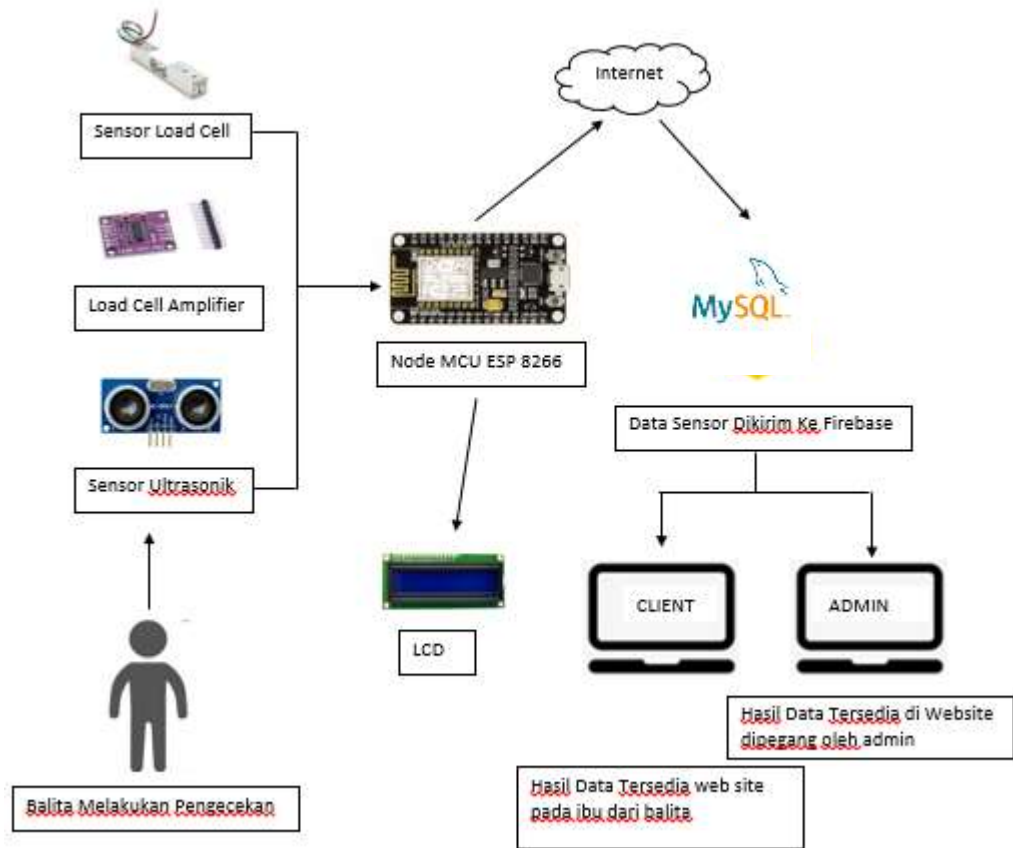 Internet
Sensor Load Cell
Load Cell Amplifier
MySQL
Node MCU ESP 8266
Data Sensor Dikirim Ke Firebase
Sensor Ultrasonik
CLIENT
ADMIN
LCD
Hasil Data Tersedia di Website
dipegang oleh admin
Balita Melakukan Pengecekan
Hasil Data Tersedia web site
pada ibu dari balita